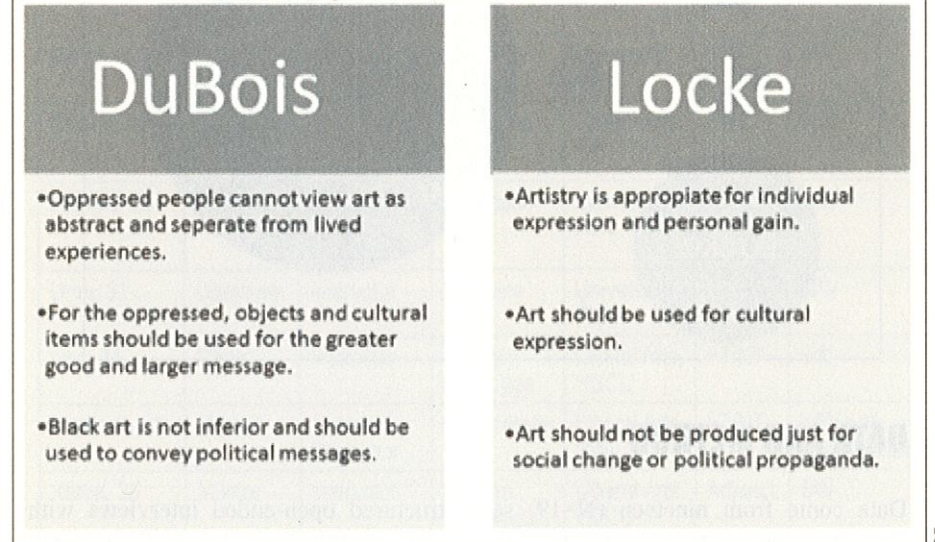 DuBois
•Oppressed people cannot view art as
abstract and seperate from lived
experiences.
•For the oppressed, objects and cultural
items should be used for the greater
good and larger message.
•Black art is not inferior and should be
used to convey political messages.
Locke
•Artistry is appropiate for individual
expression and personal gain.
•Art should be used for cultural
expression.
•Art should not be produced just for
social change or political propaganda.